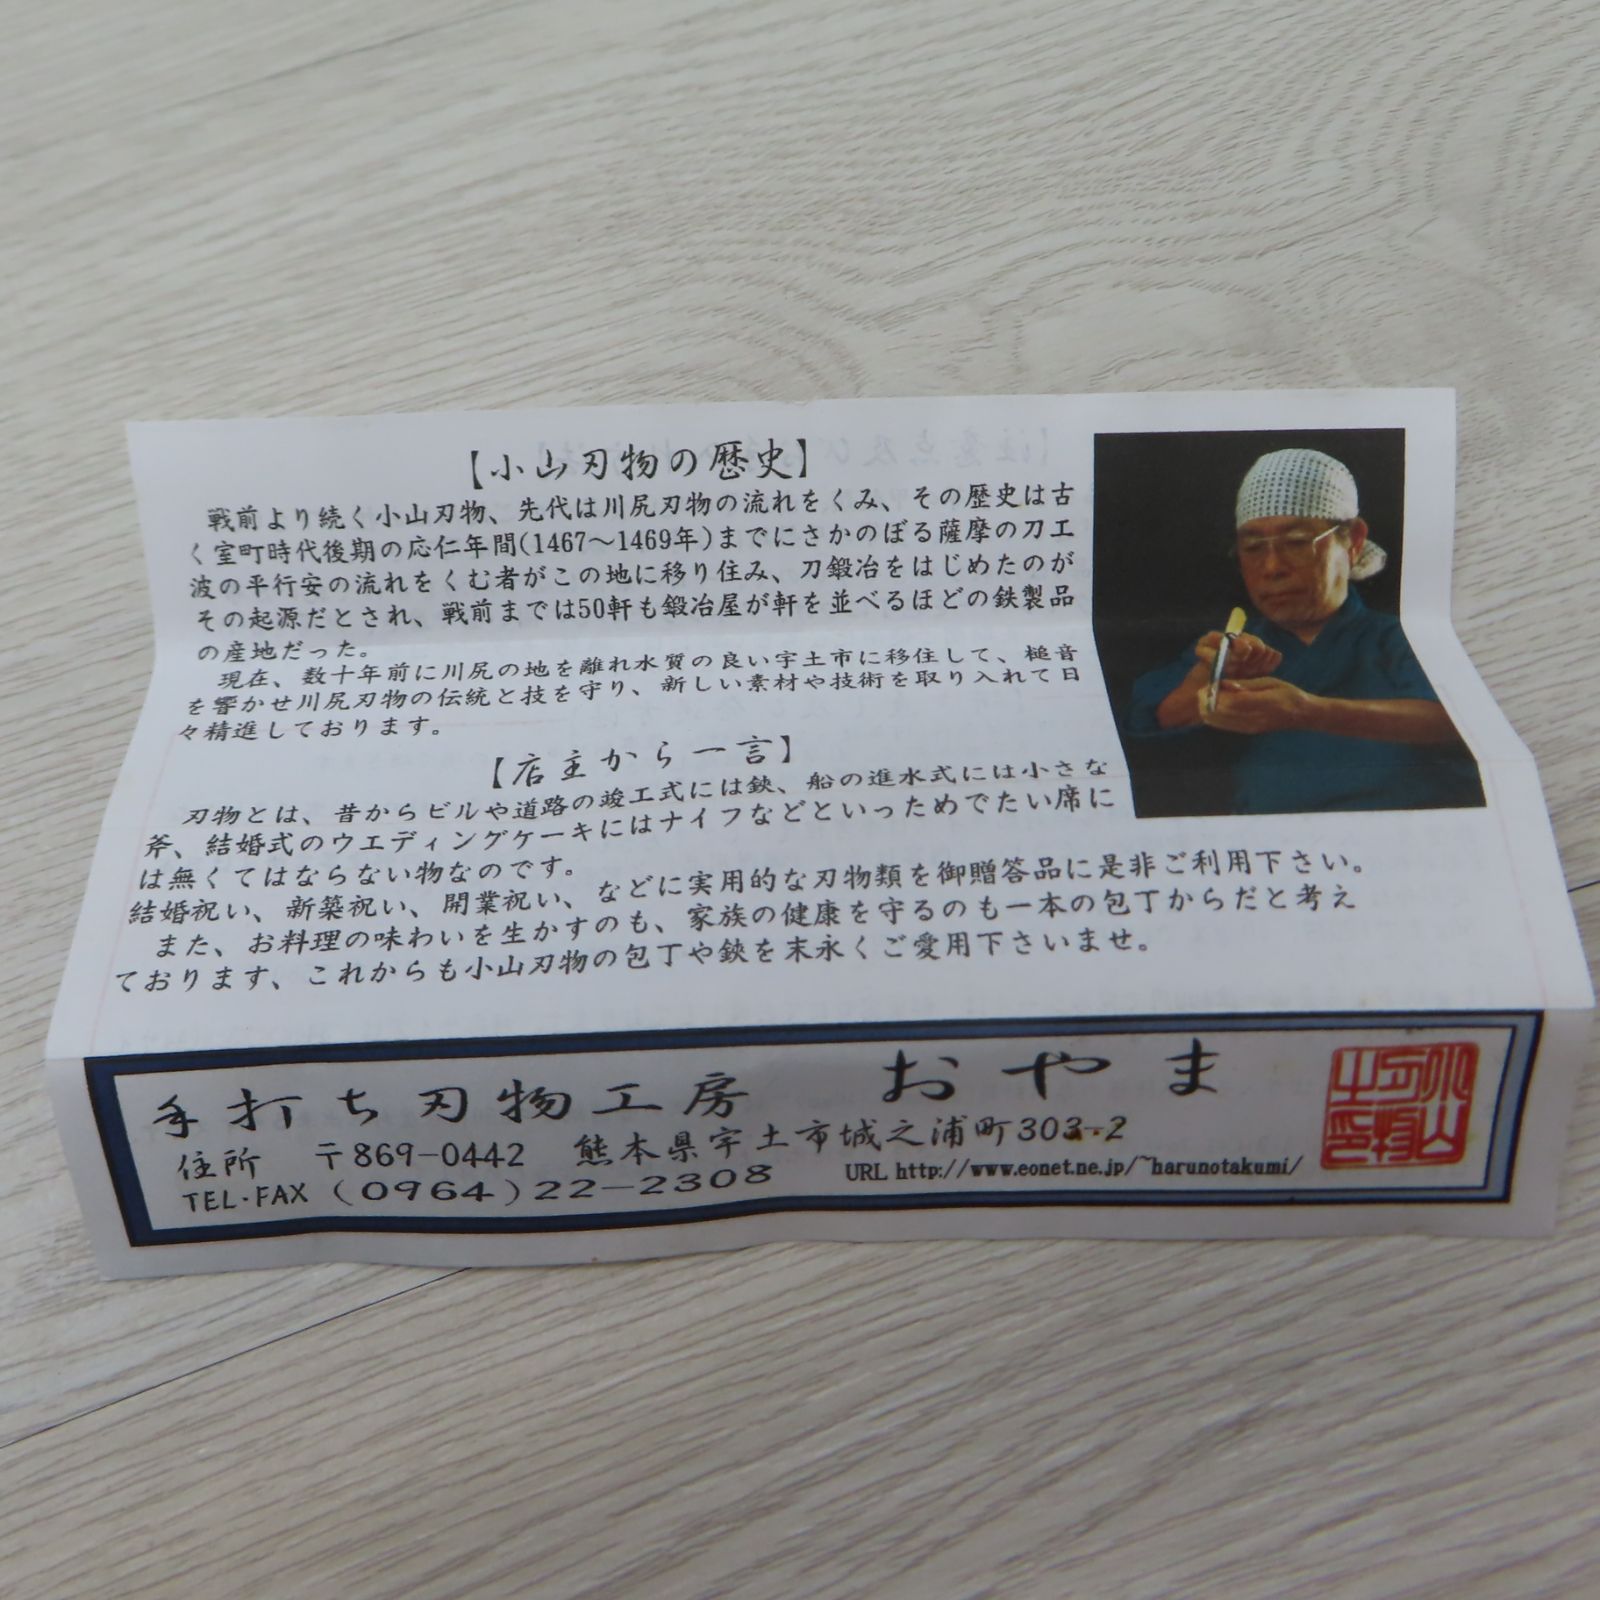 【小山刃物の歴史】
戦前より続く小山刃物、先代は川尻刃物の流れをくみ、その歴史は古
く室町時代後期の応仁年間(1467～1469年)までにさかのぼる薩摩の刀工
波の平行安の流れをくむ者がこの地に移り住み、刀鍛冶をはじめたのが
その起源だとされ、戦前までは50軒も鍛冶屋が軒を並べるほどの鉄製品
の産地だった。
現在、数十年前に川尻の地を離れ水質の良い宇土市に移住して、槌音
を響かせ川尻刃物の伝統と技を守り、新しい素材や技術を取り入れて日
々精進しております。
【店主から一言】
刃物とは、昔からビルや道路の竣工式には鋏、船の進水式には小さな
斧、結婚式のウエディングケーキにはナイフなどといっためでたい席に
は無くてはならない物なのです。
結婚祝い、新築祝い、開業祝い、などに実用的な刃物類を御贈答品に是非ご利用下さい。
また、お料理の味わいを生かすのも、家族の健康を守るのも一本の包丁からだと考え
ております、これからも小山刃物の包丁や鋏を末永くご愛用下さいませ。
手打ち刃物工房 おやま
住所 〒869-0442 熊本県宇土市城之浦町303-2
TEL・FAX (0964)22-2308 URL http://www.eonet.ne.jp/~harunotakumi/
小山刃物之印